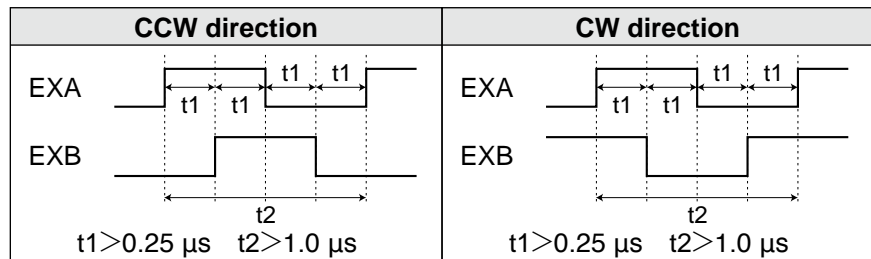 CCW direction
CW direction
EXA
t1 t1
t1 t1
EXB
t2
t1>0.25 µs t2>1.0 µs
EXA
t1 t1
t1 t1
EXB
t2
t1>0.25 µs t2>1.0 µs